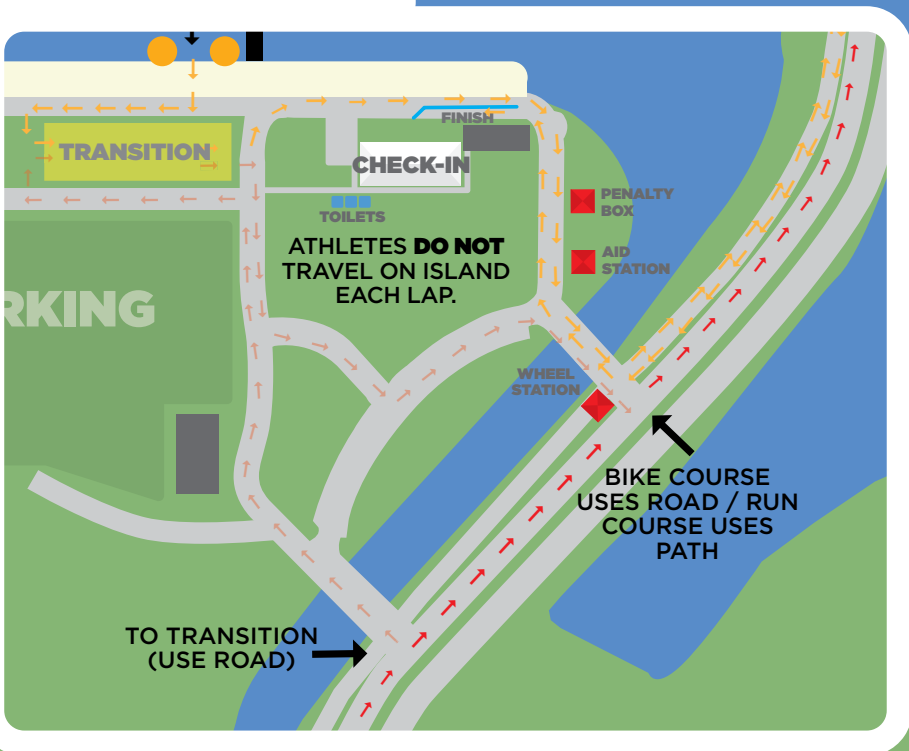 FINISH
TRANSITION
CHECK-IN
PENALTY
BOX
TOILETS
ATHLETES DO NOT
TRAVEL ON ISLAND
EACH LAP.
AID
STATION
RKING
WHEEL
STATION
BIKE COURSE
USES ROAD / RUN
COURSE USES
PATH
TO TRANSITION
(USE ROAD)